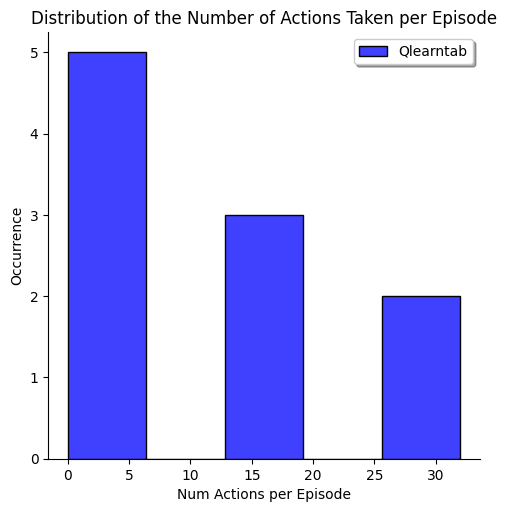 Distribution of the Number of Actions Taken per Episode
Qlearntab
Occurrence
5
4
3
2
1
0
0 5 10 15 20 25 30
Num Actions per Episode